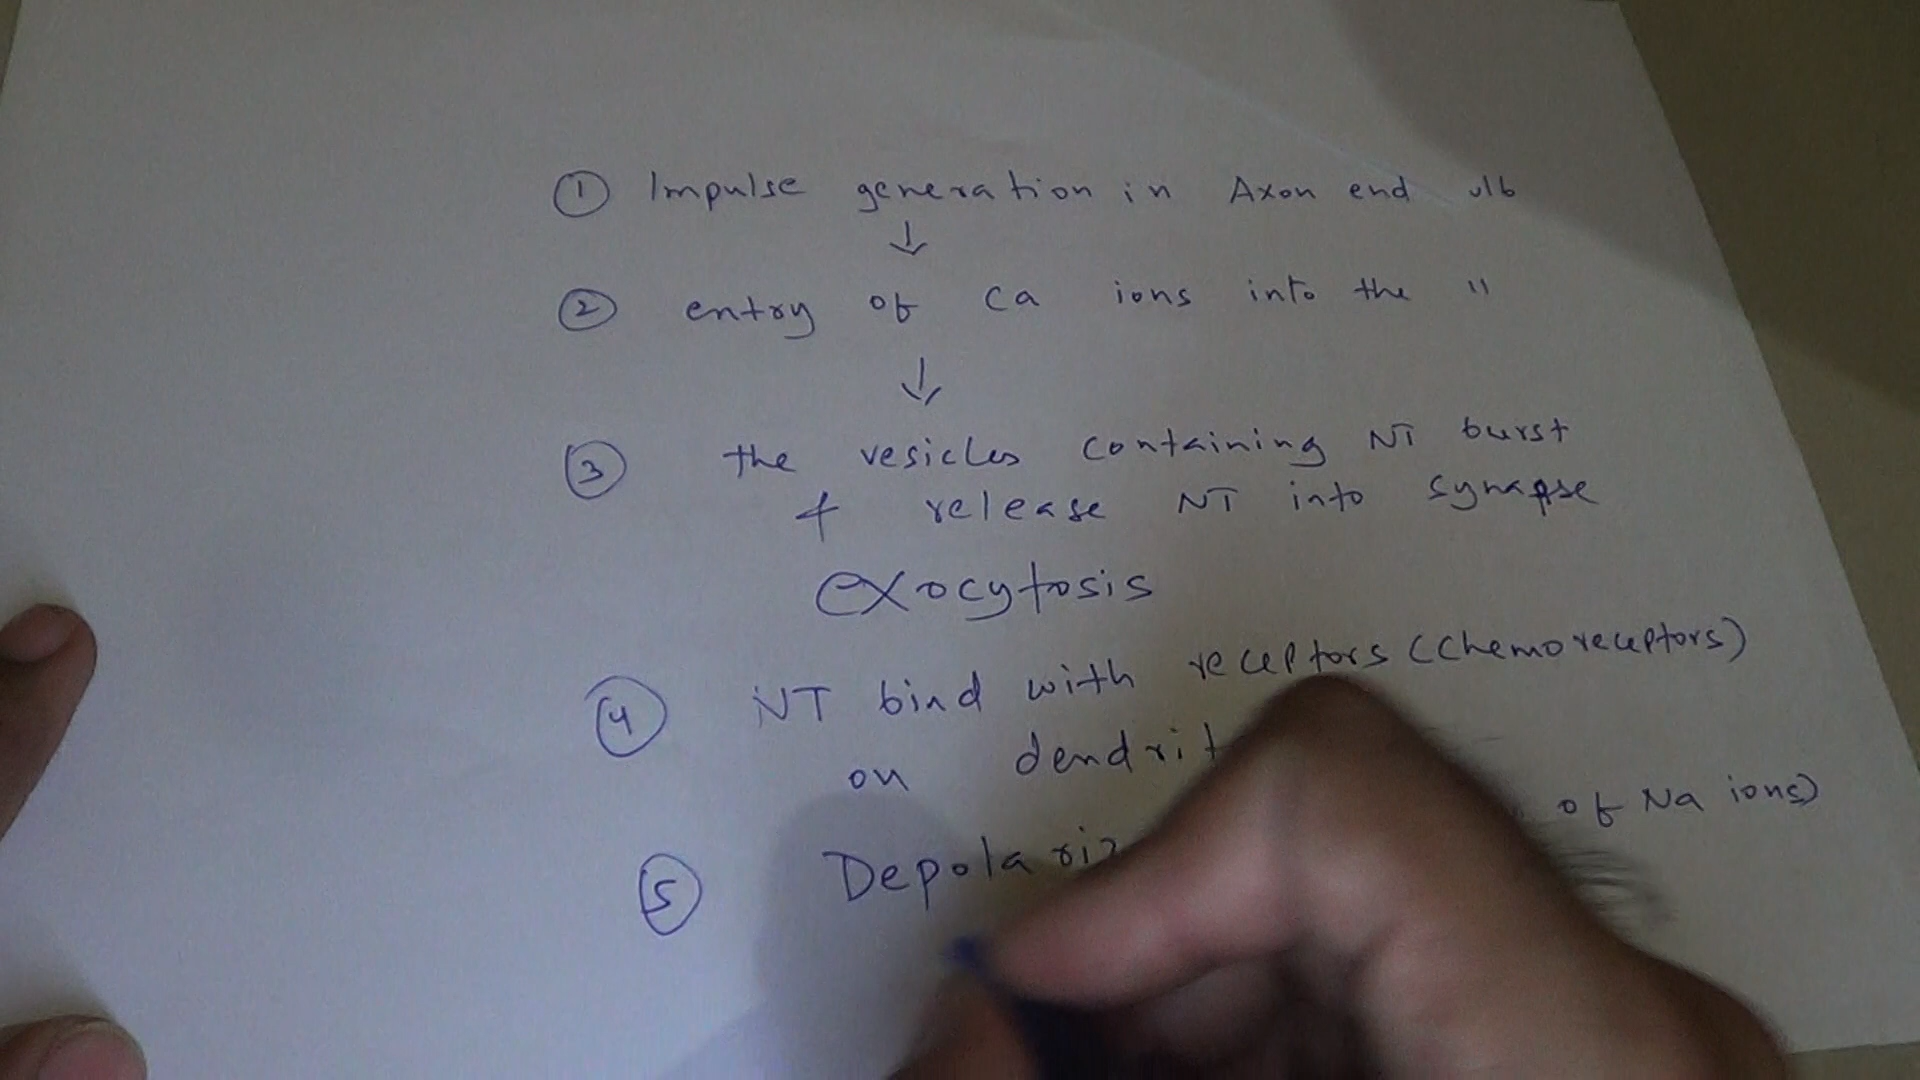 ① Impulse generation in Axon end ulb
↓
② entry of Ca ions into the "
↓
③ the vesicles containing NT burst
+ release NT into synapse
exocytosis
④ NT bind with receptors (chemoreceptors)
on
⑤ of Na ions)